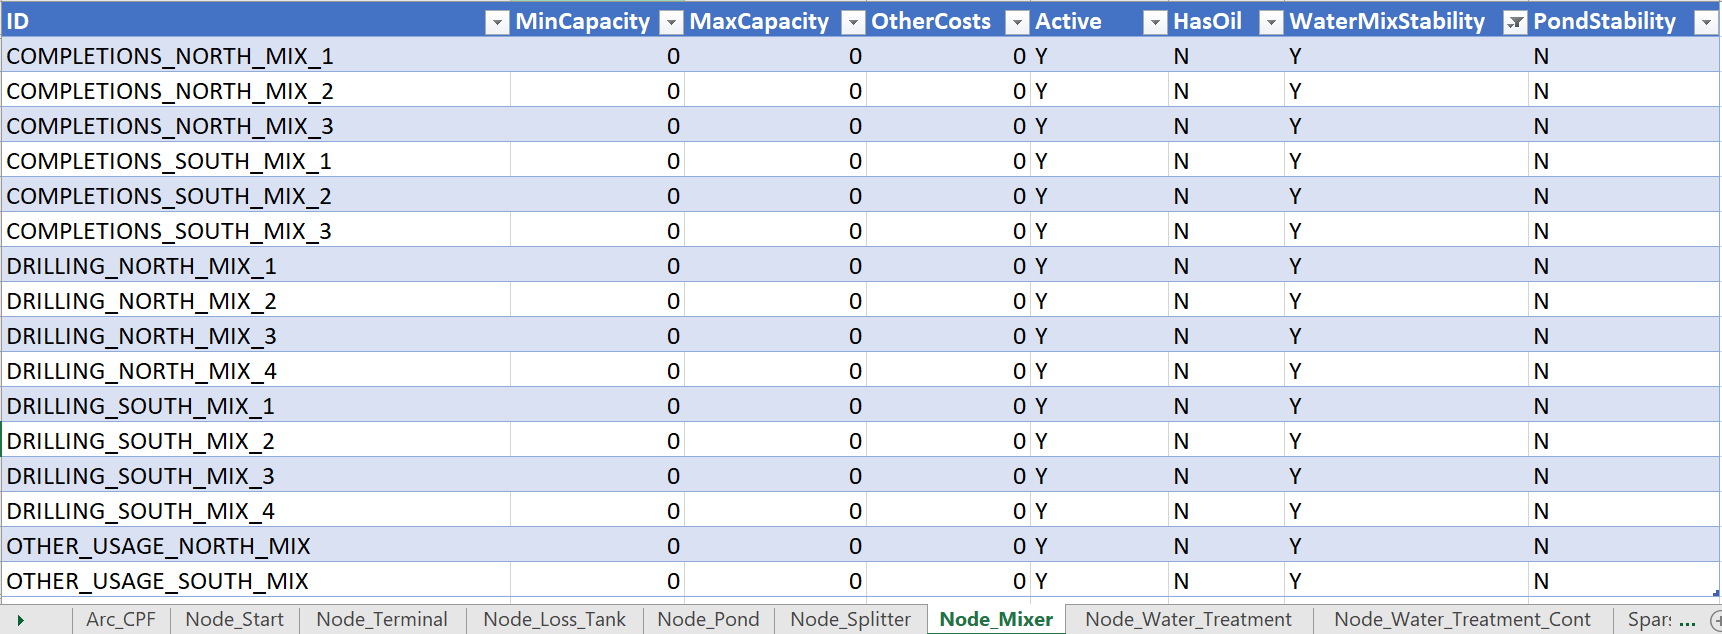 ID MinCapacity MaxCapacity OtherCosts Active HasOil WaterMixStability PondStability
COMPLETIONS_NORTH_MIX_1 0 0 0 Y N Y N
COMPLETIONS_NORTH_MIX_2 0 0 0 Y N Y N
COMPLETIONS_NORTH_MIX_3 0 0 0 Y N Y N
COMPLETIONS_SOUTH_MIX_1 0 0 0 Y N Y N
COMPLETIONS_SOUTH_MIX_2 0 0 0 Y N Y N
COMPLETIONS_SOUTH_MIX_3 0 0 0 Y N Y N
DRILLING_NORTH_MIX_1 0 0 0 Y N Y N
DRILLING_NORTH_MIX_2 0 0 0 Y N Y N
DRILLING_NORTH_MIX_3 0 0 0 Y N Y N
DRILLING_NORTH_MIX_4 0 0 0 Y N Y N
DRILLING_SOUTH_MIX_1 0 0 0 Y N Y N
DRILLING_SOUTH_MIX_2 0 0 0 Y N Y N
DRILLING_SOUTH_MIX_3 0 0 0 Y N Y N
DRILLING_SOUTH_MIX_4 0 0 0 Y N Y N
OTHER_USAGE_NORTH_MIX 0 0 0 Y N Y N
OTHER_USAGE_SOUTH_MIX 0 0 0 Y N Y N
Arc_CPF Node_Start Node_Terminal Node_Loss_Tank Node_Pond Node_Splitter Node_Mixer Node_Water_Treatment Node_Water_Treatment_Cont Spar ...